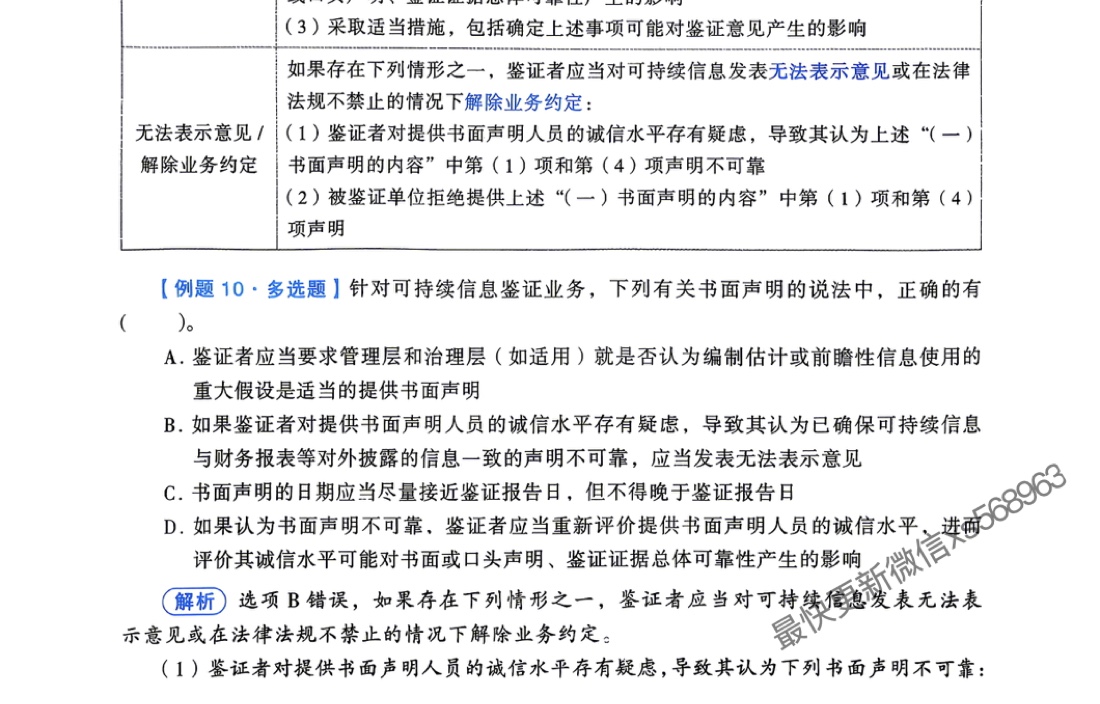 (3)采取适当措施，包括确定上述事项可能对鉴证意见产生的影响
如果存在下列情形之一，鉴证者应当对可持续信息发表无法表示意见或在法律
法规不禁止的情况下解除业务约定：
无法表示意见/
解除业务约定
(1)鉴证者对提供书面声明人员的诚信水平存有疑虑，导致其认为上述“(一)
书面声明的内容”中第(1)项和第(4)项声明不可靠
(2)被鉴证单位拒绝提供上述“(一)书面声明的内容”中第(1)项和第(4)
项声明
【例题10·多选题】针对可持续信息鉴证业务，下列有关书面声明的说法中，正确的有
(　　)。
A. 鉴证者应当要求管理层和治理层(如适用)就是否认为编制估计或前瞻性信息使用的
重大假设是适当的提供书面声明
B. 如果鉴证者对提供书面声明人员的诚信水平存有疑虑，导致其认为已确保可持续信息
与财务报表等对外披露的信息一致的声明不可靠，应当发表无法表示意见
C. 书面声明的日期应当尽量接近鉴证报告日，但不得晚于鉴证报告日
D. 如果认为书面声明不可靠，鉴证者应当重新评价提供书面声明人员的诚信水平，进而
评价其诚信水平可能对书面或口头声明、鉴证证据总体可靠性产生的影响
解析 选项B错误，如果存在下列情形之一，鉴证者应当对可持续信息发表无法表
示意见或在法律法规不禁止的情况下解除业务约定。
(1)鉴证者对提供书面声明人员的诚信水平存有疑虑，导致其认为下列书面声明不可靠：
最快更新微信xs568963